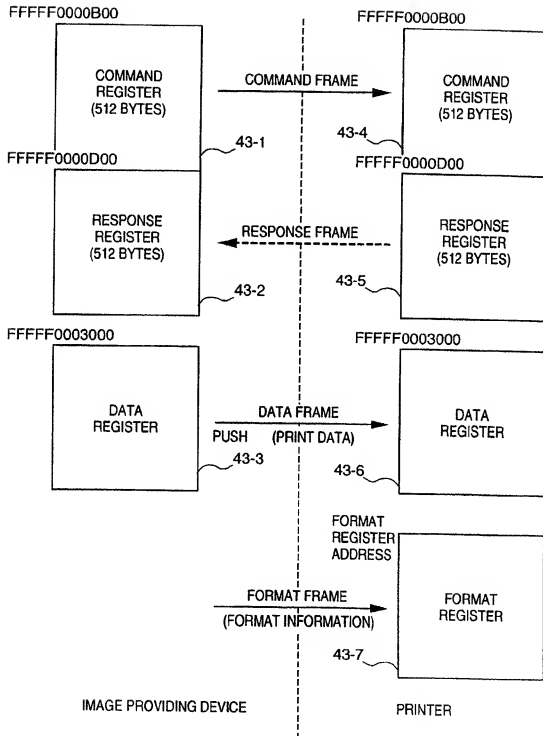 FFFFF0000B00
FFFFF0000B00
COMMAND
REGISTER
(512 BYTES)
COMMAND FRAME
COMMAND
REGISTER
(512 BYTES)
43-1
43-4
FFFFF0000D00
FFFFF0000D00
RESPONSE
REGISTER
(512 BYTES)
RESPONSE FRAME
RESPONSE
REGISTER
(512 BYTES)
43-2
43-5
FFFFF0003000
FFFFF0003000
DATA
REGISTER
DATA FRAME
PUSH (PRINT DATA)
DATA
REGISTER
43-3
43-6
FORMAT
REGISTER
ADDRESS
FORMAT FRAME
(FORMAT INFORMATION)
FORMAT
REGISTER
43-7
IMAGE PROVIDING DEVICE
PRINTER